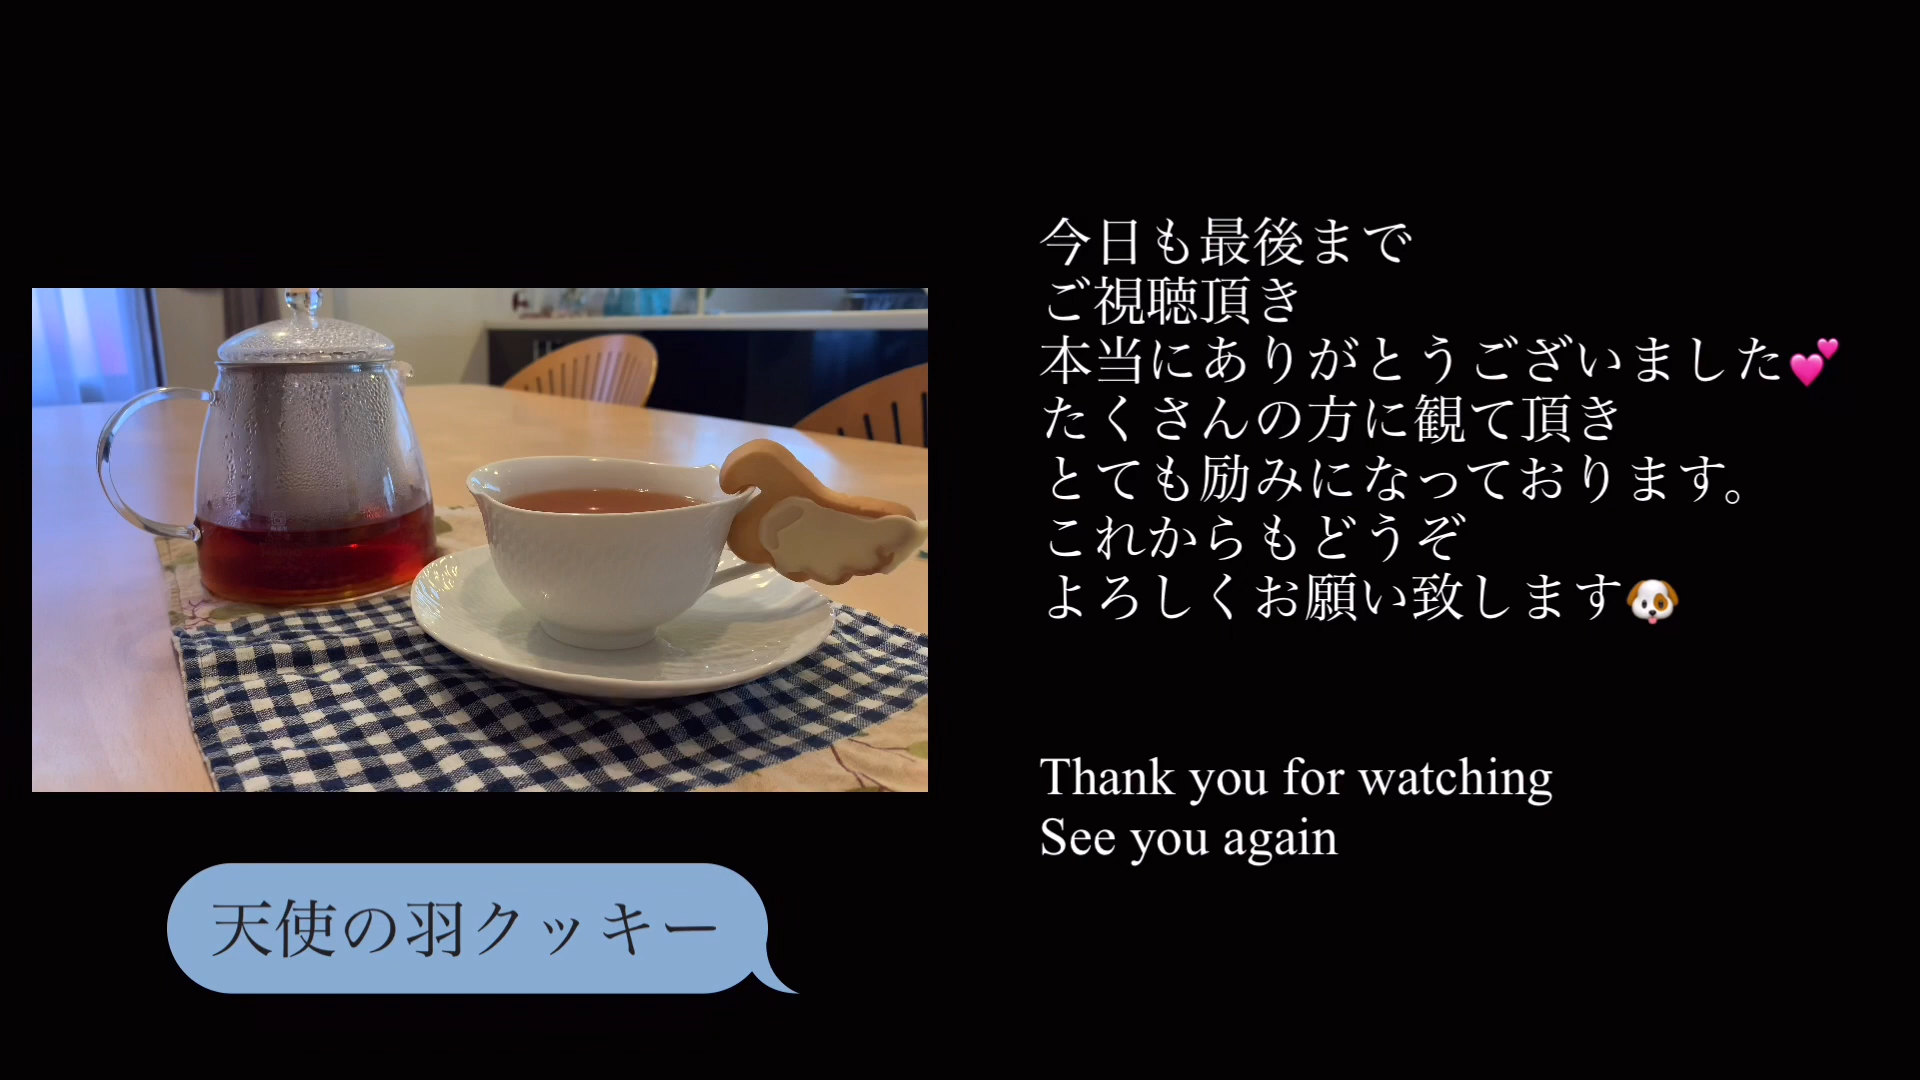 今日も最後まで
ご視聴頂き
本当にありがとうございました💕
たくさんの方に観て頂き
とても励みになっております。
これからもどうぞ
よろしくお願い致します🐶
Thank you for watching
See you again
天使の羽クッキー